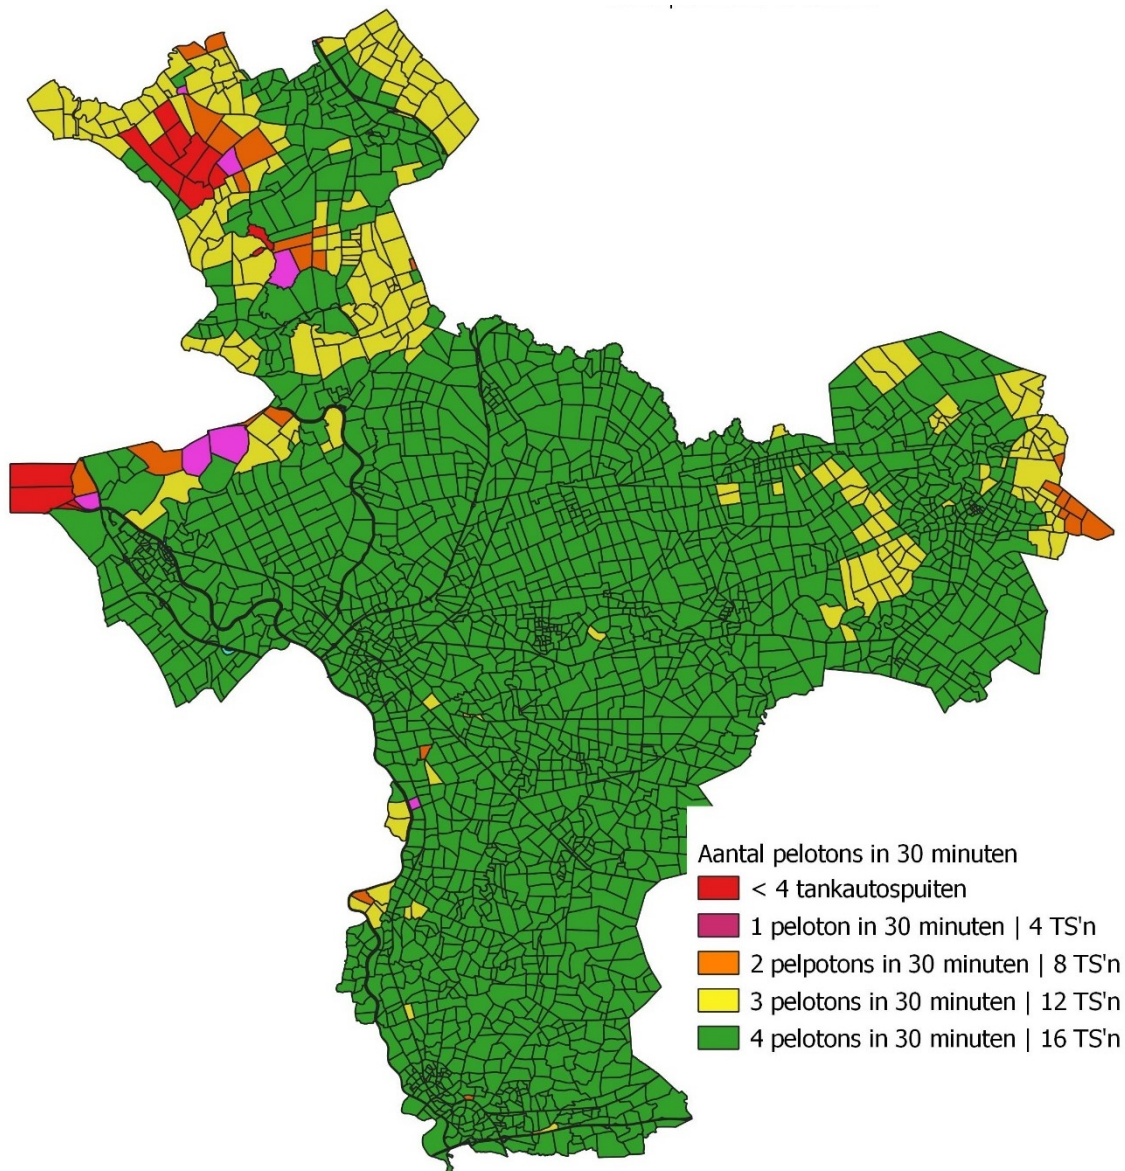 Aantal pelotons in 30 minuten
< 4 tankautospuiten
1 peloton in 30 minuten | 4 TS'n
2 pelpotons in 30 minuten | 8 TS'n
3 pelotons in 30 minuten | 12 TS'n
4 pelotons in 30 minuten | 16 TS'n